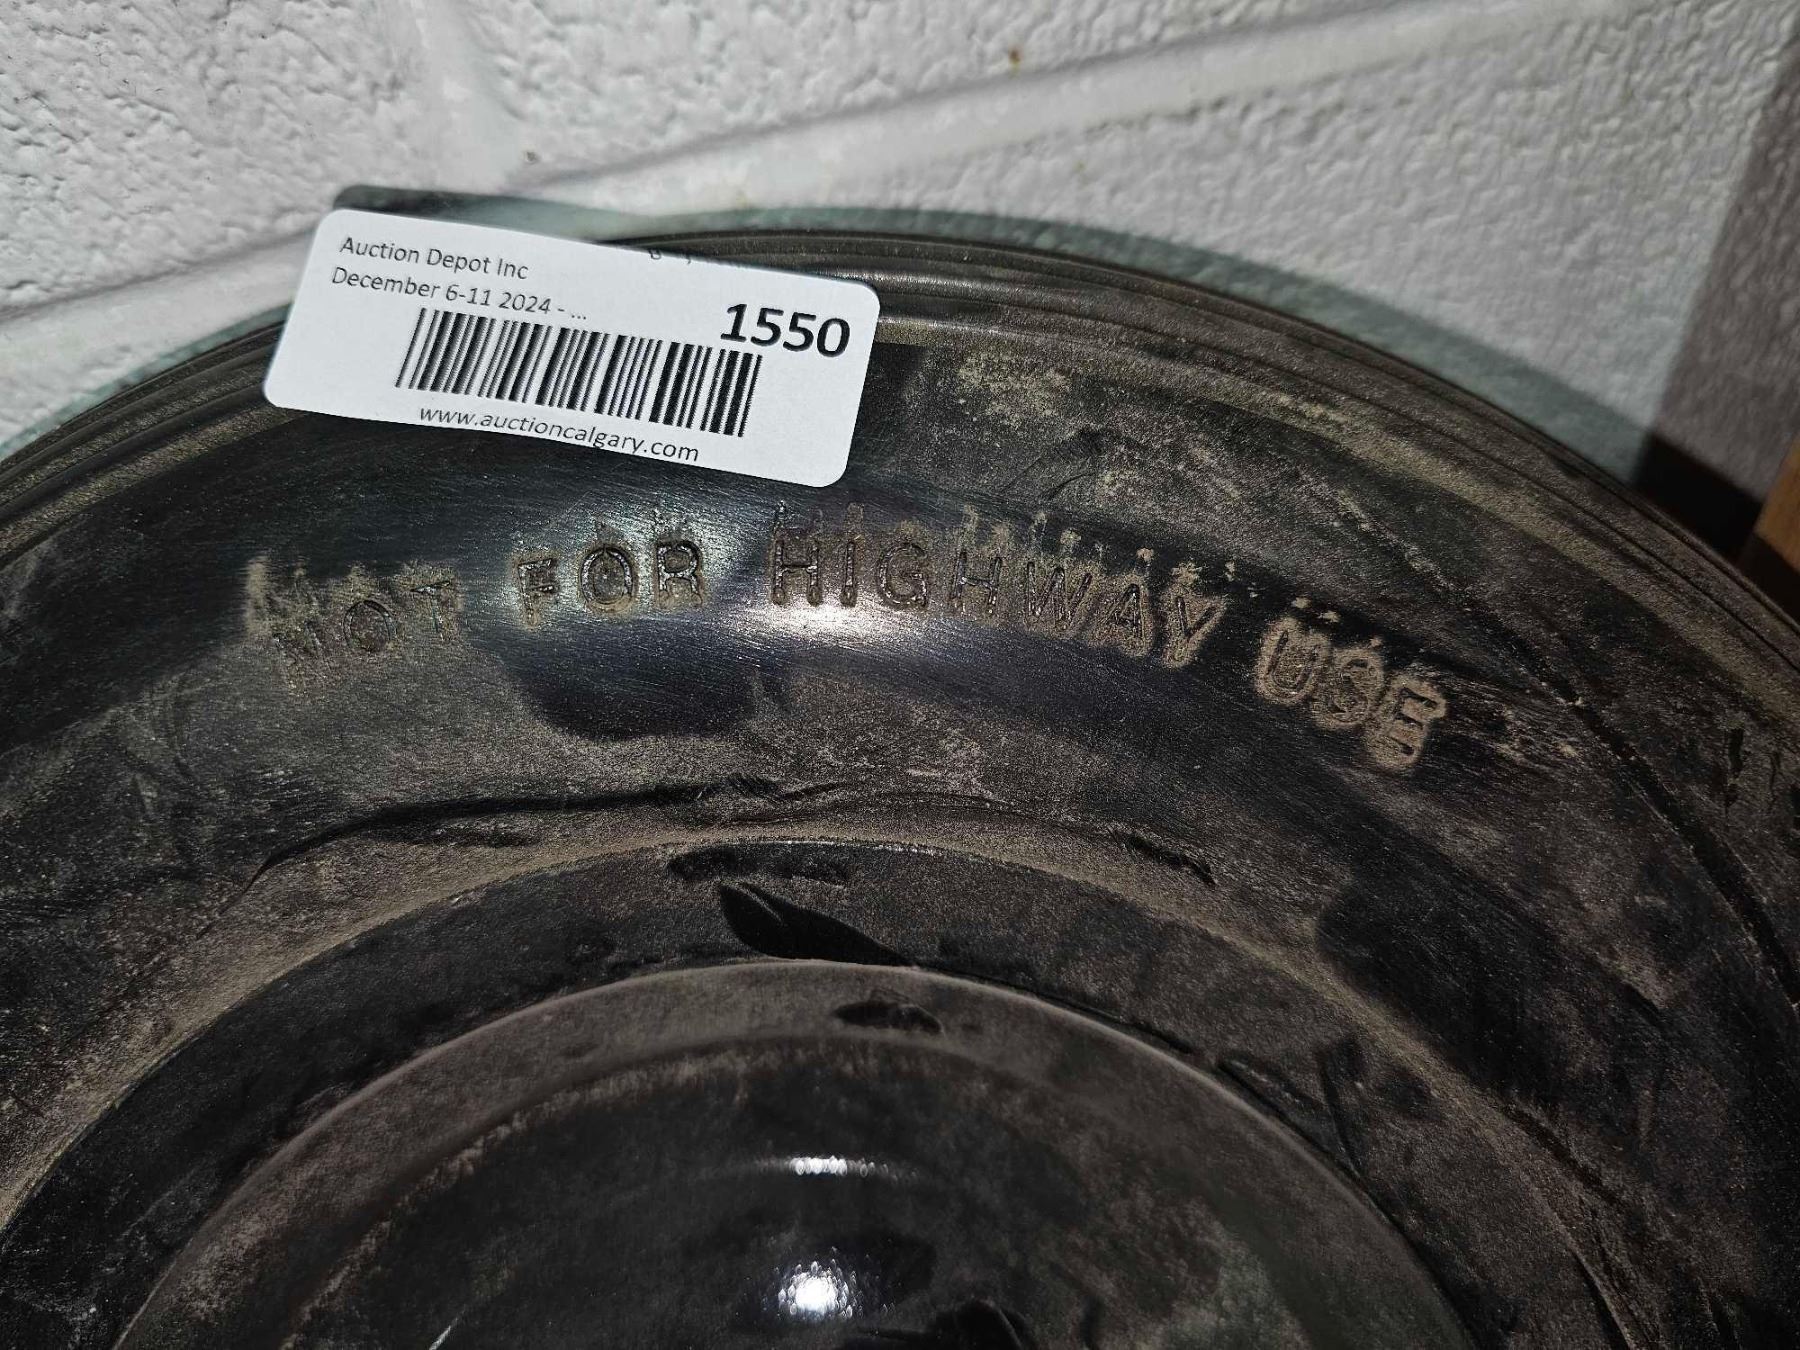 Auction Depot Inc
December 6-11 2024 - ...
1550
www.auctioncalgary.com
NOT FOR HIGHWAY USE